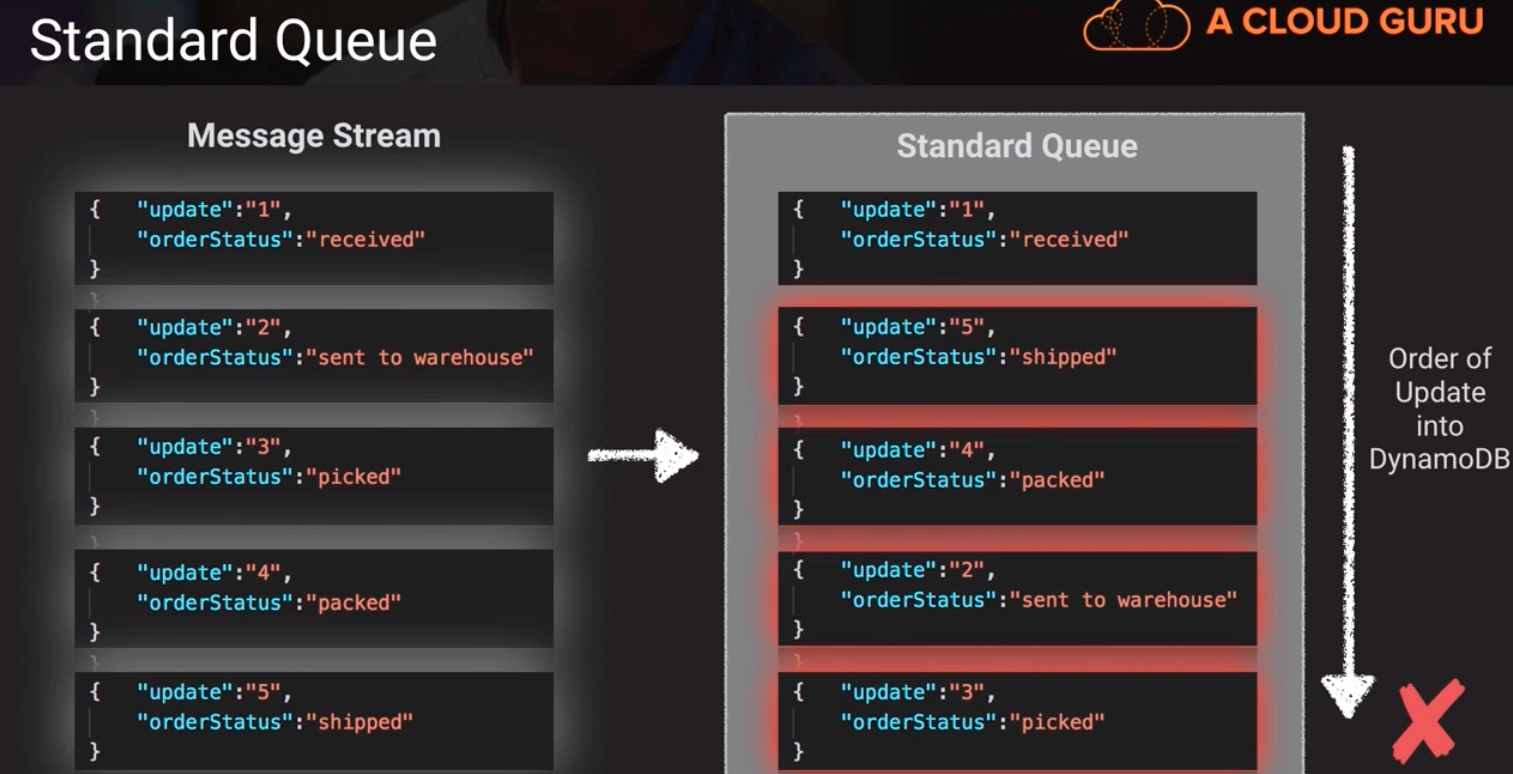 Standard Queue
A CLOUD GURU
Message Stream
{ "update":"1",
"orderStatus":"received"
}
}
{ "update":"2",
"orderStatus":"sent to warehouse"
}
}
{ "update":"3",
"orderStatus":"picked"
}
}
{ "update":"4",
"orderStatus":"packed"
}
}
{ "update":"5",
"orderStatus":"shipped"
}
Standard Queue
{ "update":"1",
"orderStatus":"received"
}
{ "update":"5",
"orderStatus":"shipped"
}
}
{ "update":"4",
"orderStatus":"packed"
}
}
{ "update":"2",
"orderStatus":"sent to warehouse"
}
}
{ "update":"3",
"orderStatus":"picked"
}
Order of
Update
into
DynamoDB